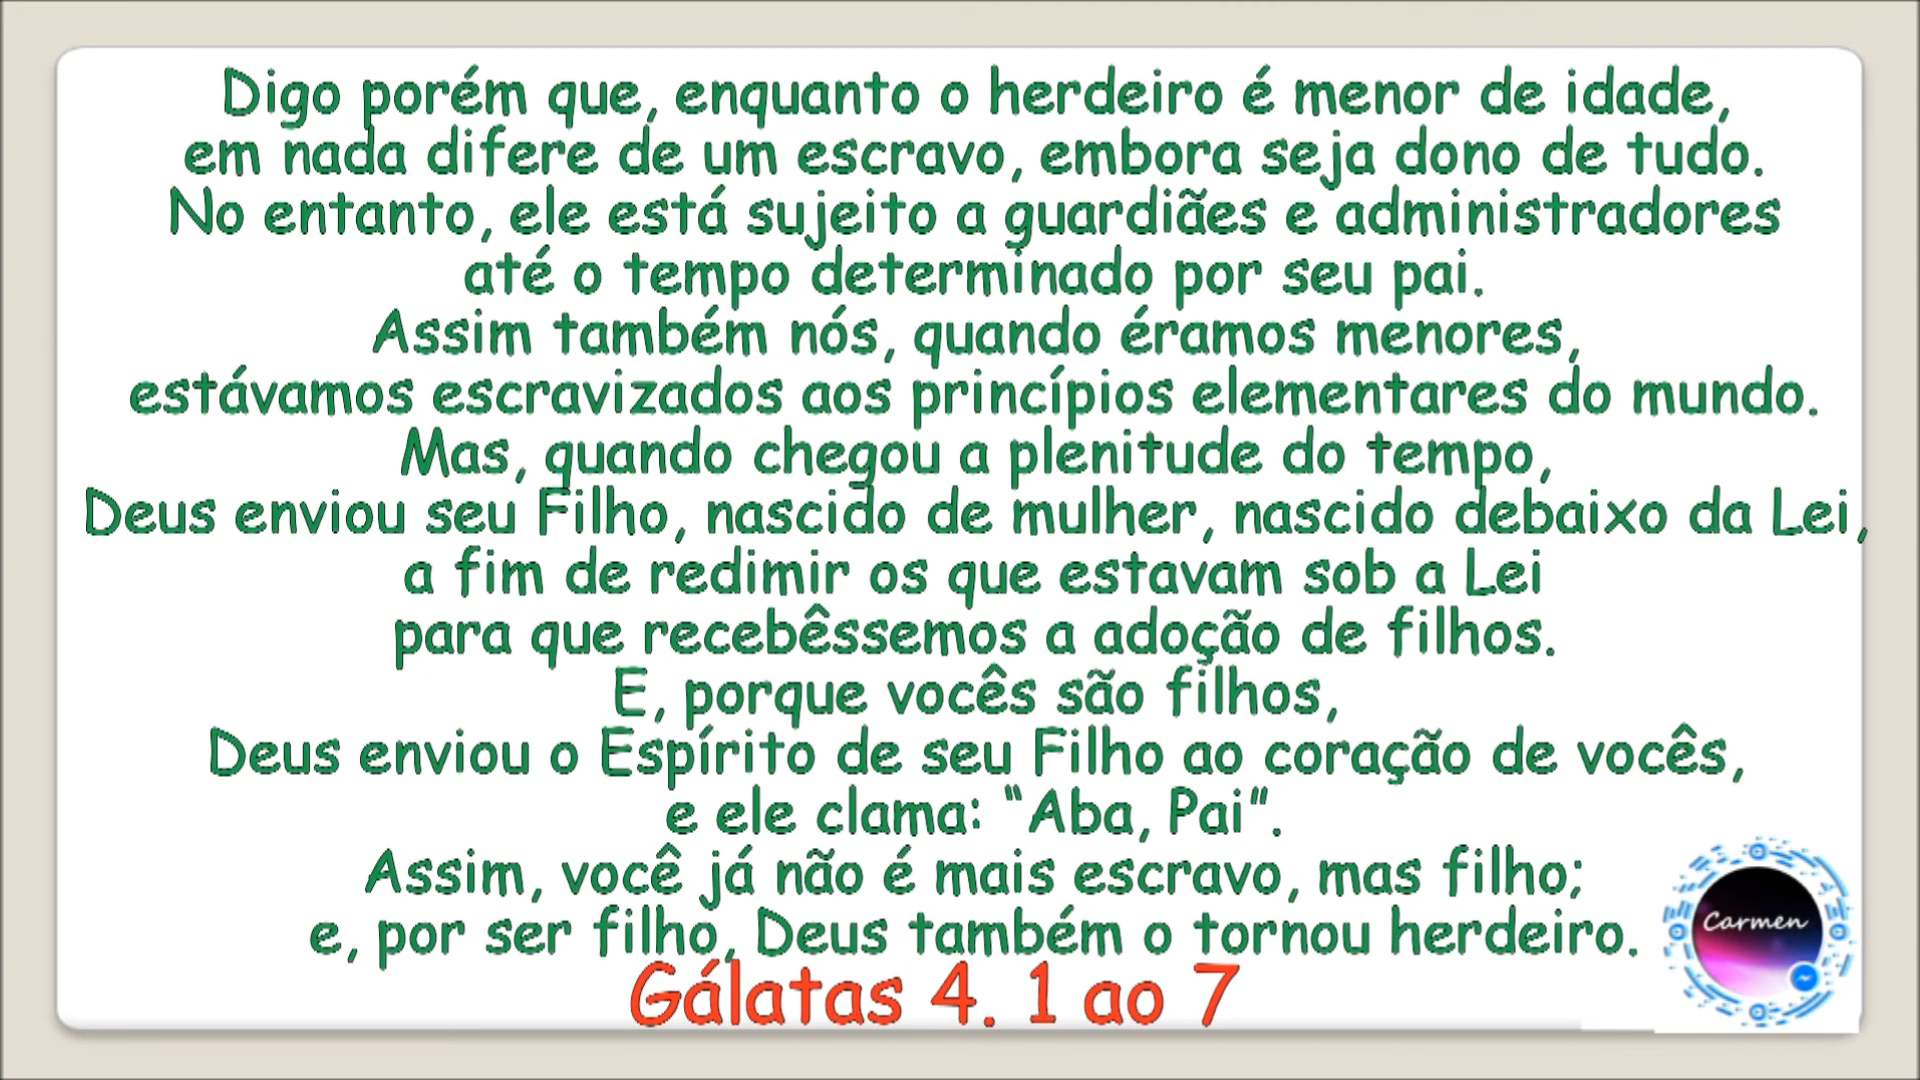 Digo porém que, enquanto o herdeiro é menor de idade,
em nada difere de um escravo, embora seja dono de tudo.
No entanto, ele está sujeito a guardiães e administradores
até o tempo determinado por seu pai.
Assim também nós, quando éramos menores,
estávamos escravizados aos princípios elementares do mundo.
Mas, quando chegou a plenitude do tempo,
Deus enviou seu Filho, nascido de mulher, nascido debaixo da Lei,
a fim de redimir os que estavam sob a Lei
para que recebêssemos a adoção de filhos.
E, porque vocês são filhos,
Deus enviou o Espírito de seu Filho ao coração de vocês,
e ele clama: “Aba, Pai”.
Assim, você já não é mais escravo, mas filho;
e, por ser filho, Deus também o tornou herdeiro.
Gálatas 4. 1 ao 7
Carmen